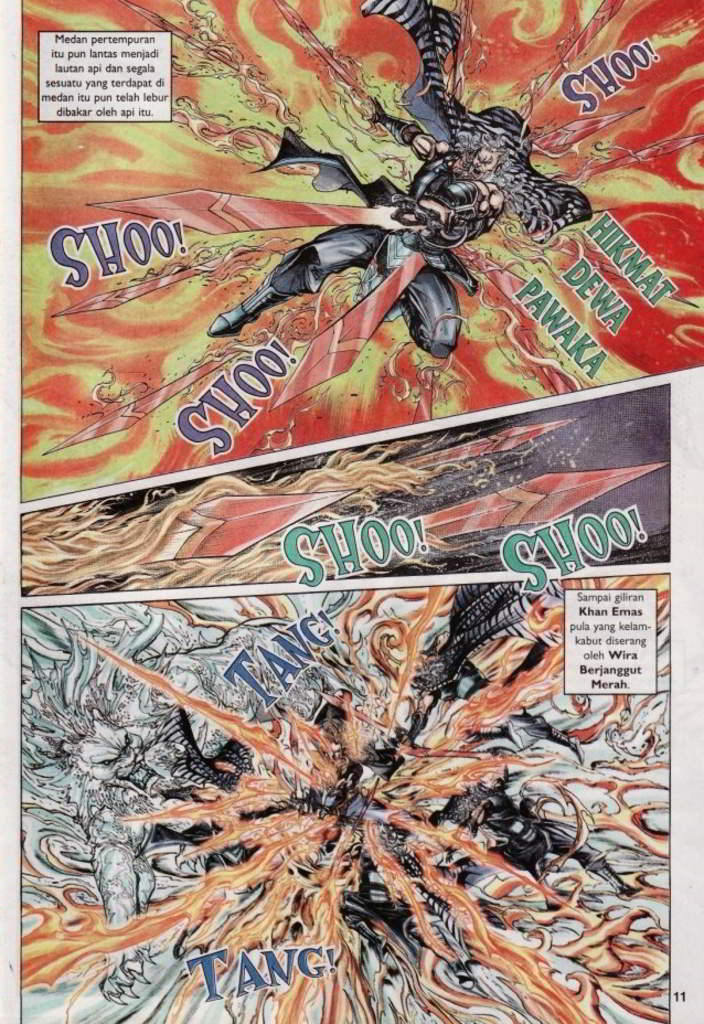 Medan pertempuran
itu pun lantas menjadi
lautan api dan segala
sesuatu yang terdapat di
medan itu pun telah lebur
dibakar oleh api itu.
SHOO!
SHOO!
HIKMAT
DEWA
PAWAKA
SHOO!
SHOO!
SHOO!
Sampai giliran
Khan Emas
pula yang kelam-
kabut diserang
oleh Wira
Berjanggut
Merah.
TANG!
TANG!
11